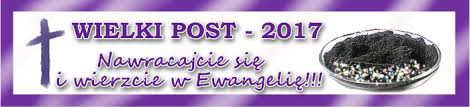 WIELKI POST - 2017
Nawracajcie się
i wierzcie w Ewangelię!!!